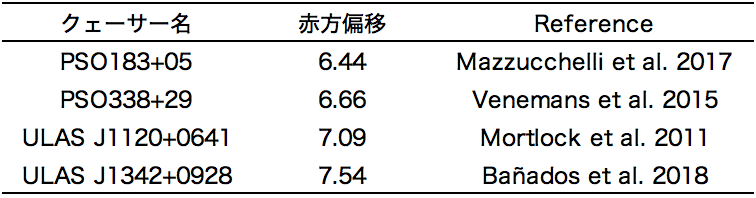 クェーサー名 赤方偏移 Reference
PSO183+05 6.44 Mazzucchelli et al. 2017
PSO338+29 6.66 Venemans et al. 2015
ULAS J1120+0641 7.09 Mortlock et al. 2011
ULAS J1342+0928 7.54 Bañados et al. 2018